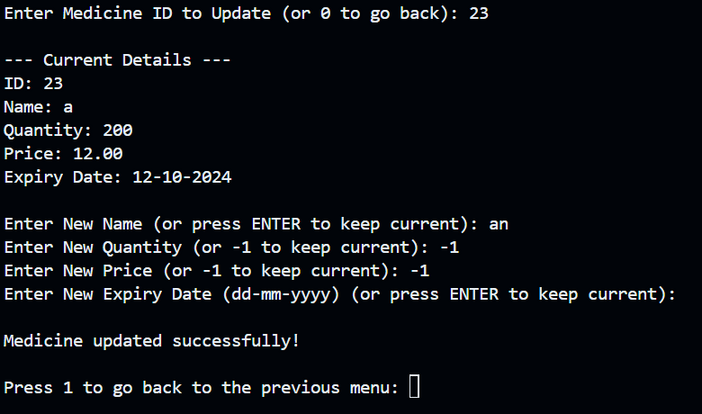 Enter Medicine ID to Update (or 0 to go back): 23
--- Current Details ---
ID: 23
Name: a
Quantity: 200
Price: 12.00
Expiry Date: 12-10-2024
Enter New Name (or press ENTER to keep current): an
Enter New Quantity (or -1 to keep current): -1
Enter New Price (or -1 to keep current): -1
Enter New Expiry Date (dd-mm-yyyy) (or press ENTER to keep current):
Medicine updated successfully!
Press 1 to go back to the previous menu: